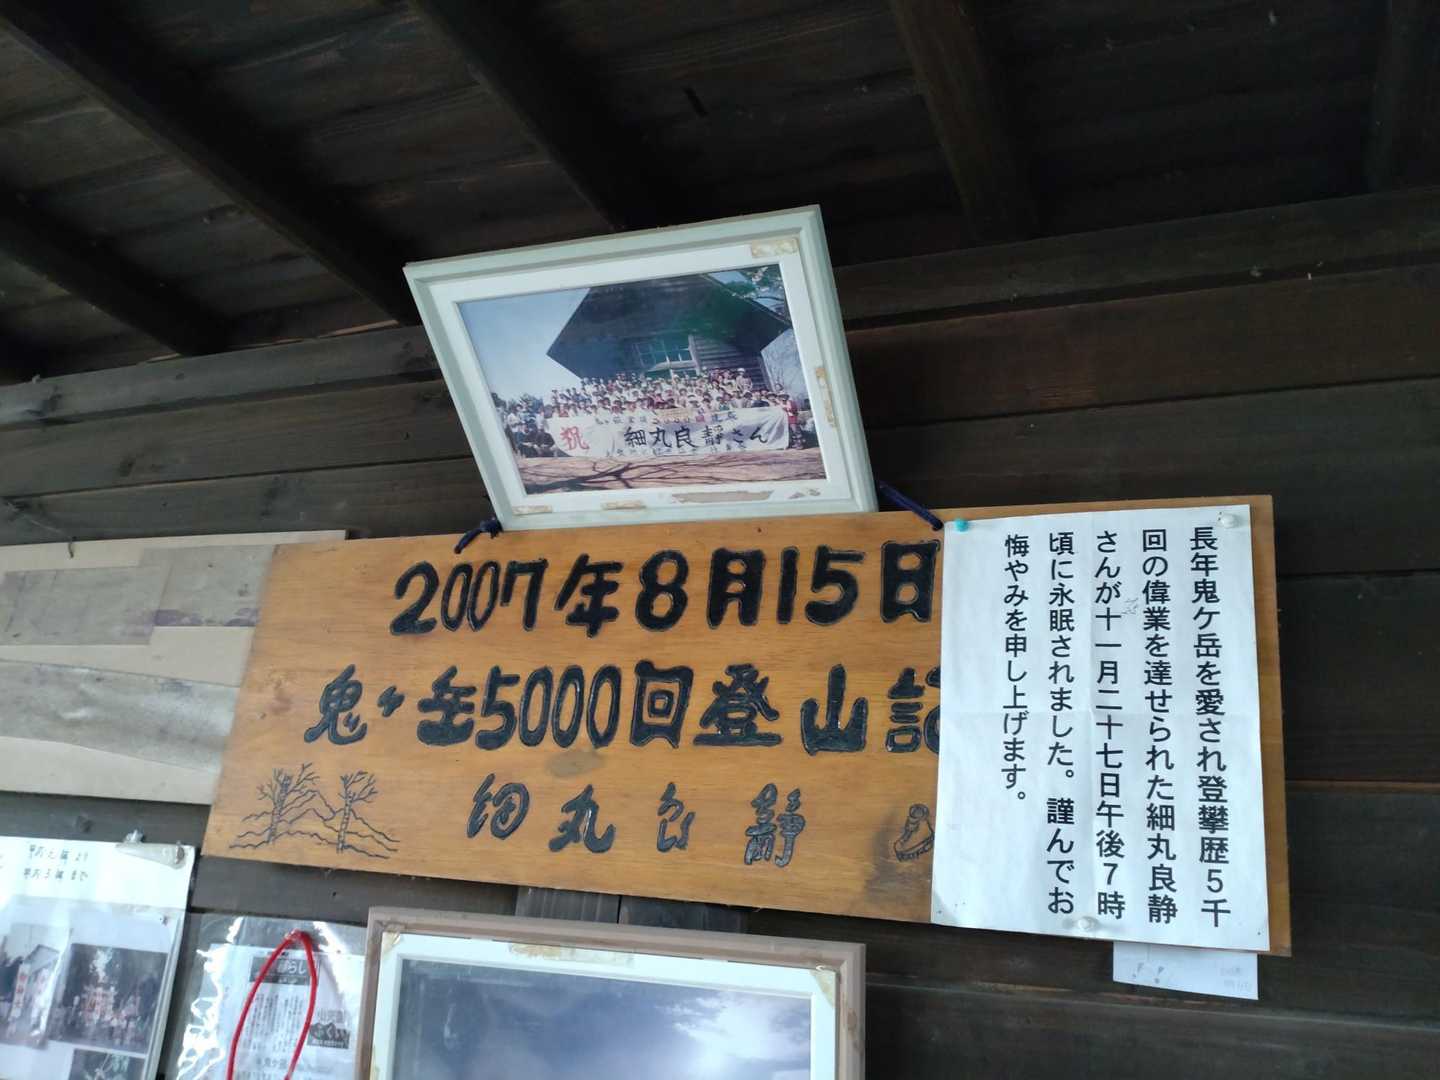 祝
細丸良静さん
2007年8月15日
鬼ヶ岳5000回登山記
細丸良静
長年鬼ケ岳を愛され登攀歴5千
回の偉業を達せられた細丸良静
さんが十一月二十七日午後7時
頃に永眠されました。謹んでお
悔やみを申し上げます。